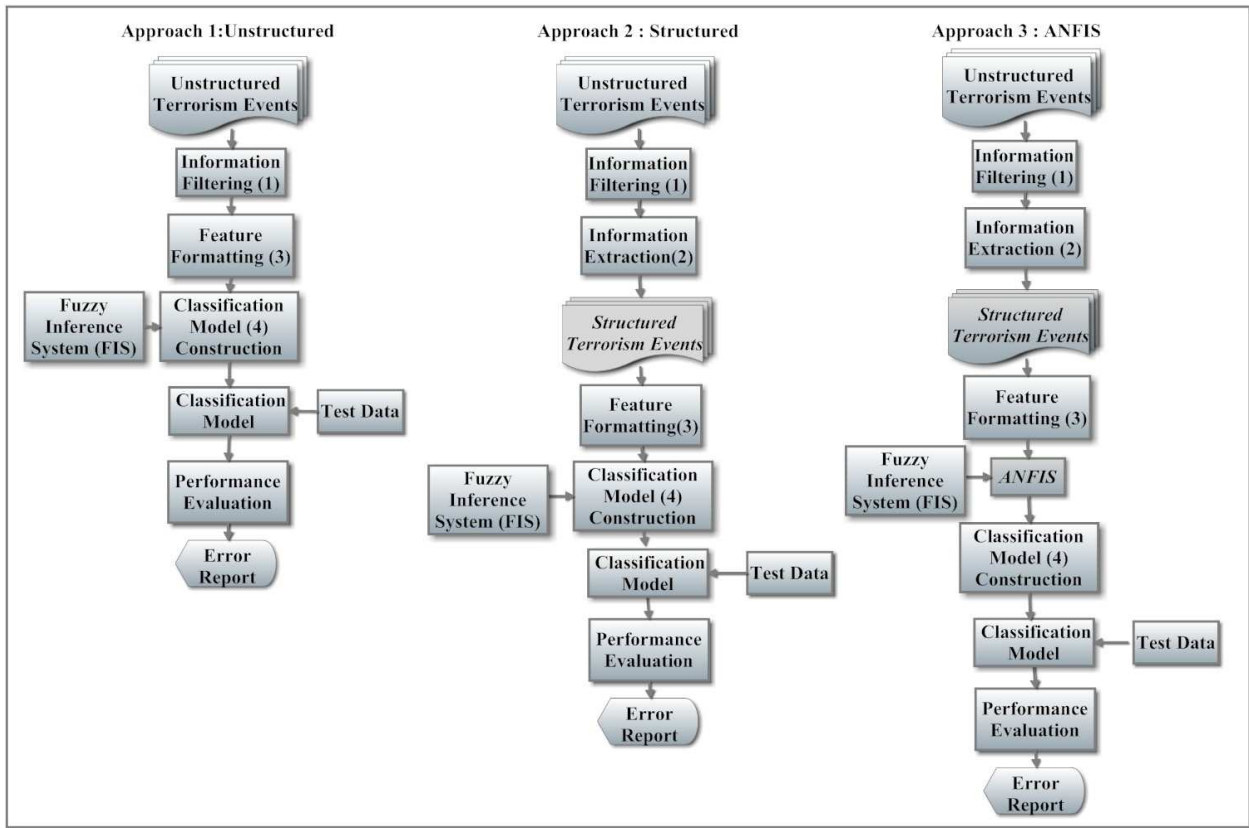 Approach 1:Unstructured
Unstructured
Terrorism Events
Information
Filtering (1)
Feature
Formatting (3)
Fuzzy
Inference
System (FIS)
Classification
Model (4)
Construction
Classification
Model
Test Data
Performance
Evaluation
Error
Report
Approach 2 : Structured
Unstructured
Terrorism Events
Information
Filtering (1)
Information
Extraction(2)
Structured
Terrorism Events
Feature
Formatting(3)
Fuzzy
Inference
System (FIS)
Classification
Model (4)
Construction
Classification
Model
Test Data
Performance
Evaluation
Error
Report
Approach 3 : ANFIS
Unstructured
Terrorism Events
Information
Filtering (1)
Information
Extraction (2)
Structured
Terrorism Events
Feature
Formatting (3)
Fuzzy
Inference
System (FIS)
ANFIS
Classification
Model (4)
Construction
Classification
Model
Test Data
Performance
Evaluation
Error
Report